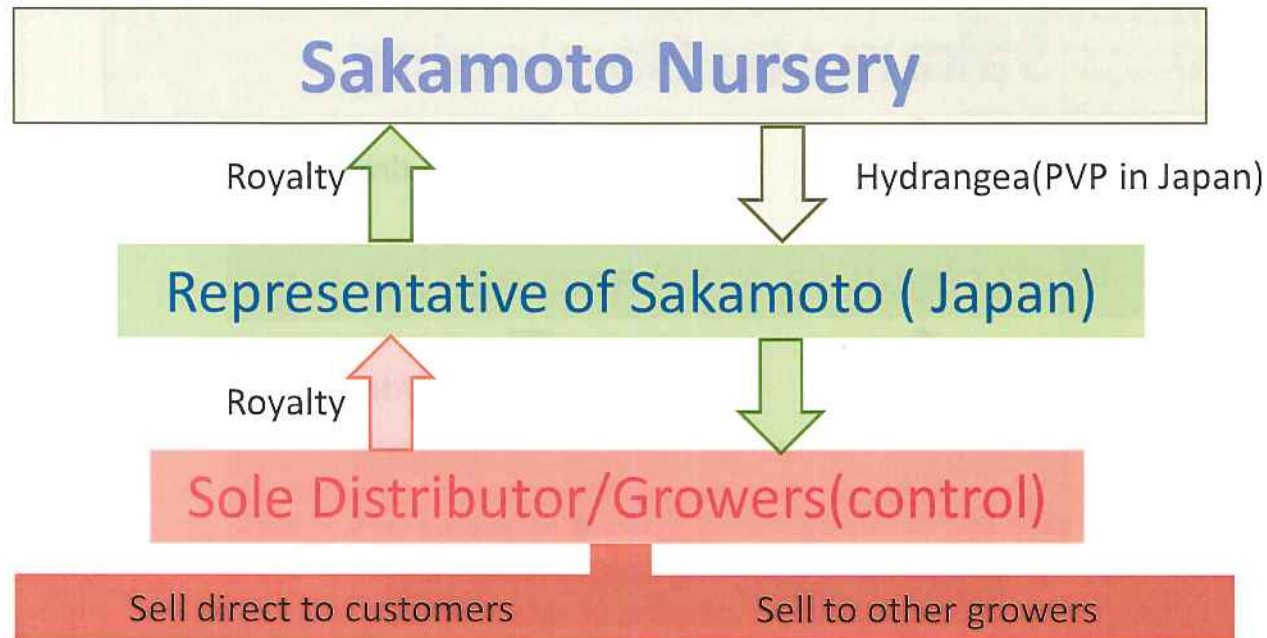 Sakamoto Nursery
Royalty
Hydrangea(PVP in Japan)
Representative of Sakamoto ( Japan)
Royalty
Sole Distributor/Growers(control)
Sell direct to customers
Sell to other growers